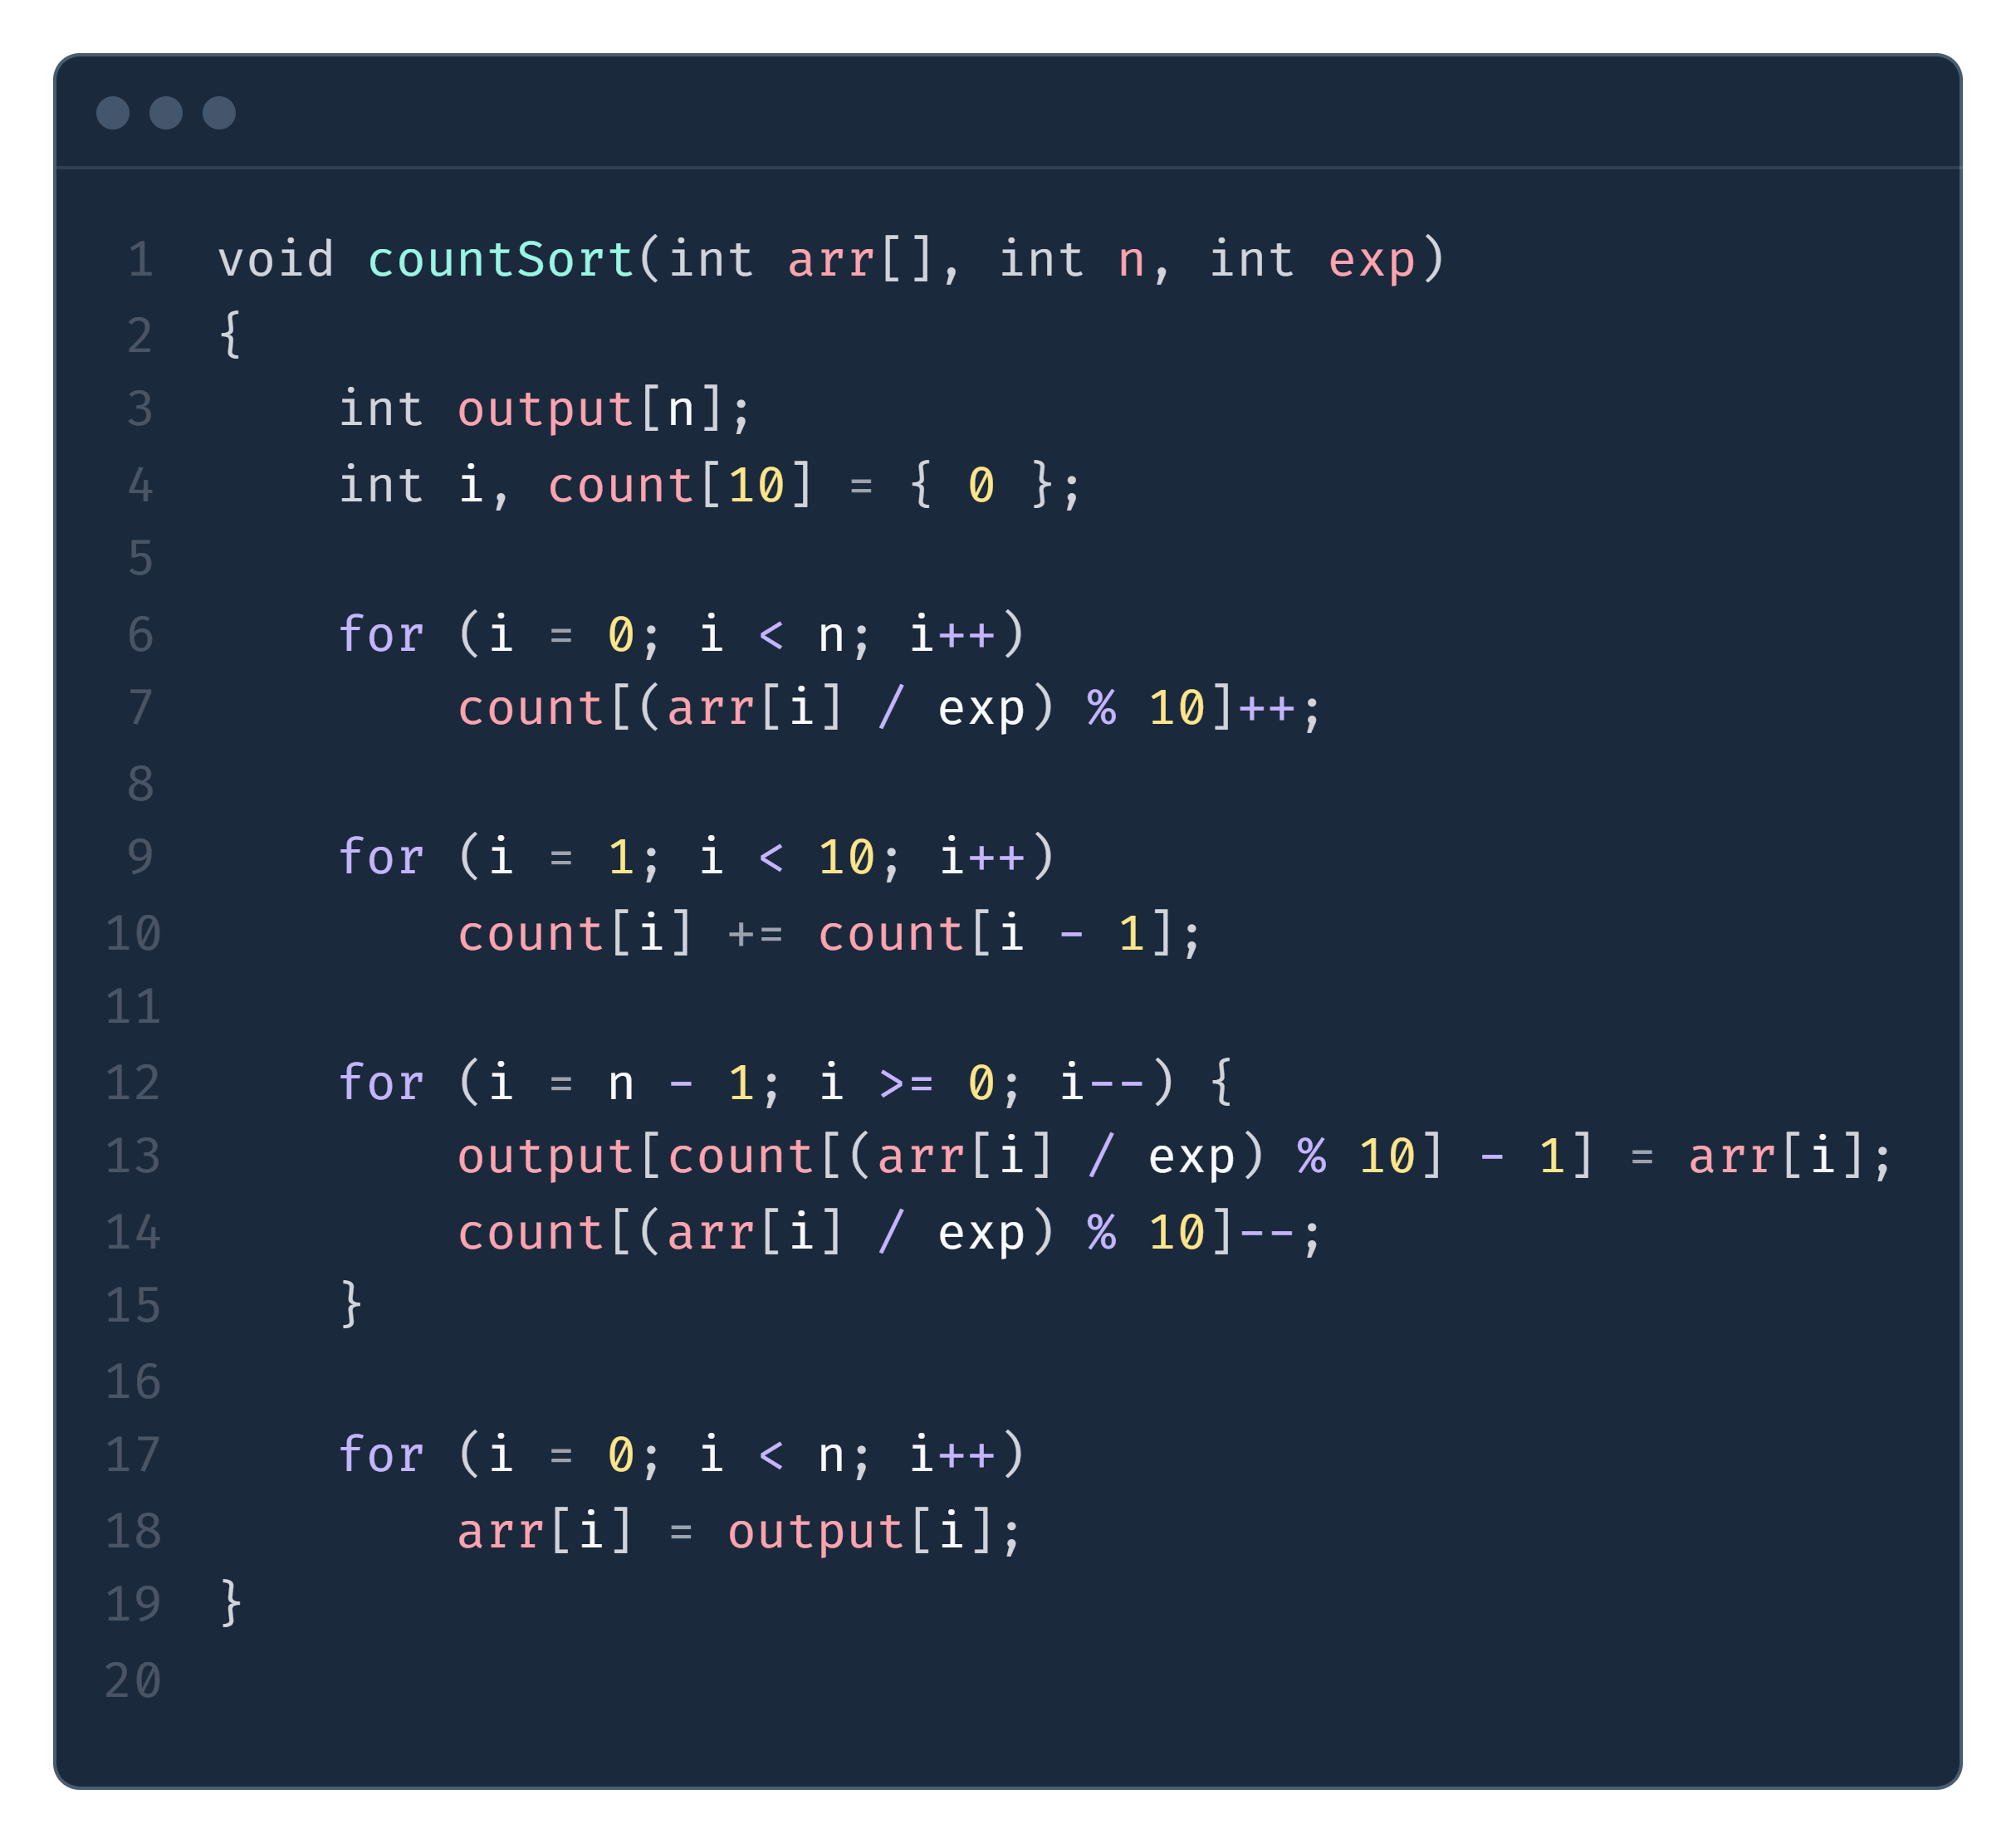 1 void countSort(int arr[], int n, int exp)
2 {
3     int output[n];
4     int i, count[10] = { 0 };
5
6     for (i = 0; i < n; i++)
7         count[(arr[i] / exp) % 10]++;
8
9     for (i = 1; i < 10; i++)
10         count[i] += count[i - 1];
11
12     for (i = n - 1; i >= 0; i--) {
13         output[count[(arr[i] / exp) % 10] - 1] = arr[i];
14         count[(arr[i] / exp) % 10]--;
15     }
16
17     for (i = 0; i < n; i++)
18         arr[i] = output[i];
19 }
20